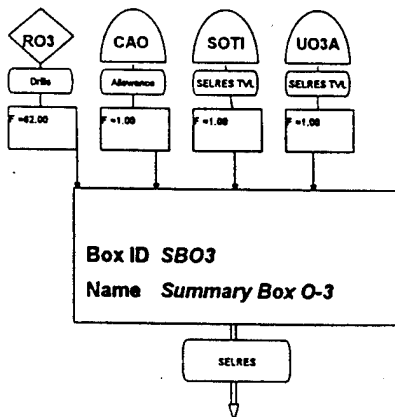 RO3 CAO SOTI UO3A
Drills Allowance SELRES TVL SELRES TVL
F =62.00 F =1.00 F =1.00 F =1.00
Box ID SBO3
Name Summary Box O-3
SELRES